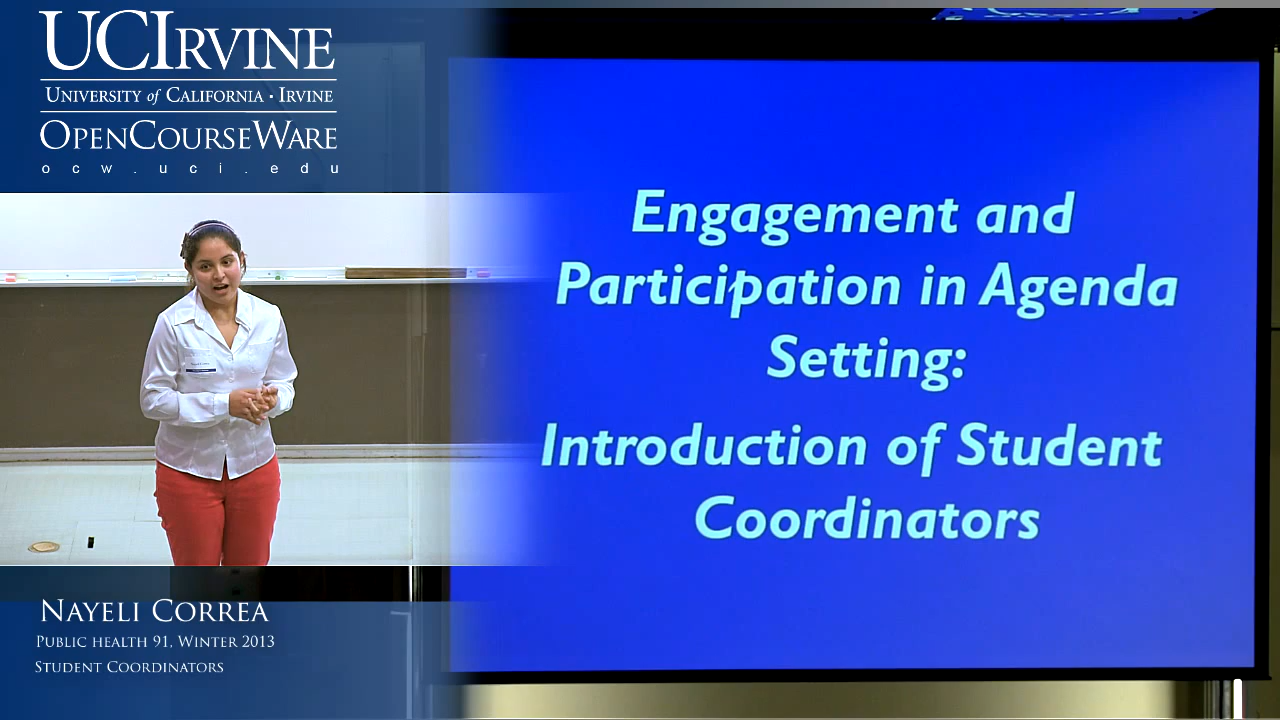 UCIRVINE
UNIVERSITY of CALIFORNIA · IRVINE
OPENCOURSEWARE
ocw.uci.edu
Engagement and
Participation in Agenda
Setting:
Introduction of Student
Coordinators
NAYELI CORREA
PUBLIC HEALTH 91, WINTER 2013
STUDENT COORDINATORS